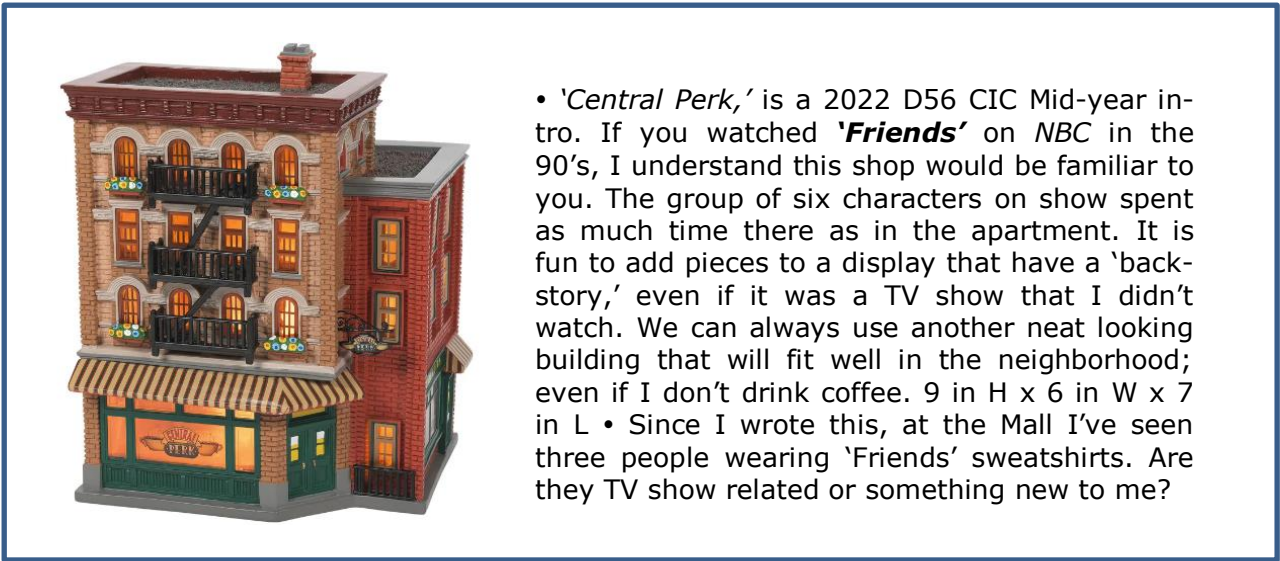 CENTRAL
PERK
• ‘Central Perk,’ is a 2022 D56 CIC Mid-year in-
tro. If you watched ‘Friends’ on NBC in the
90’s, I understand this shop would be familiar to
you. The group of six characters on show spent
as much time there as in the apartment. It is
fun to add pieces to a display that have a ‘back-
story,’ even if it was a TV show that I didn’t
watch. We can always use another neat looking
building that will fit well in the neighborhood;
even if I don’t drink coffee. 9 in H x 6 in W x 7
in L • Since I wrote this, at the Mall I’ve seen
three people wearing ‘Friends’ sweatshirts. Are
they TV show related or something new to me?